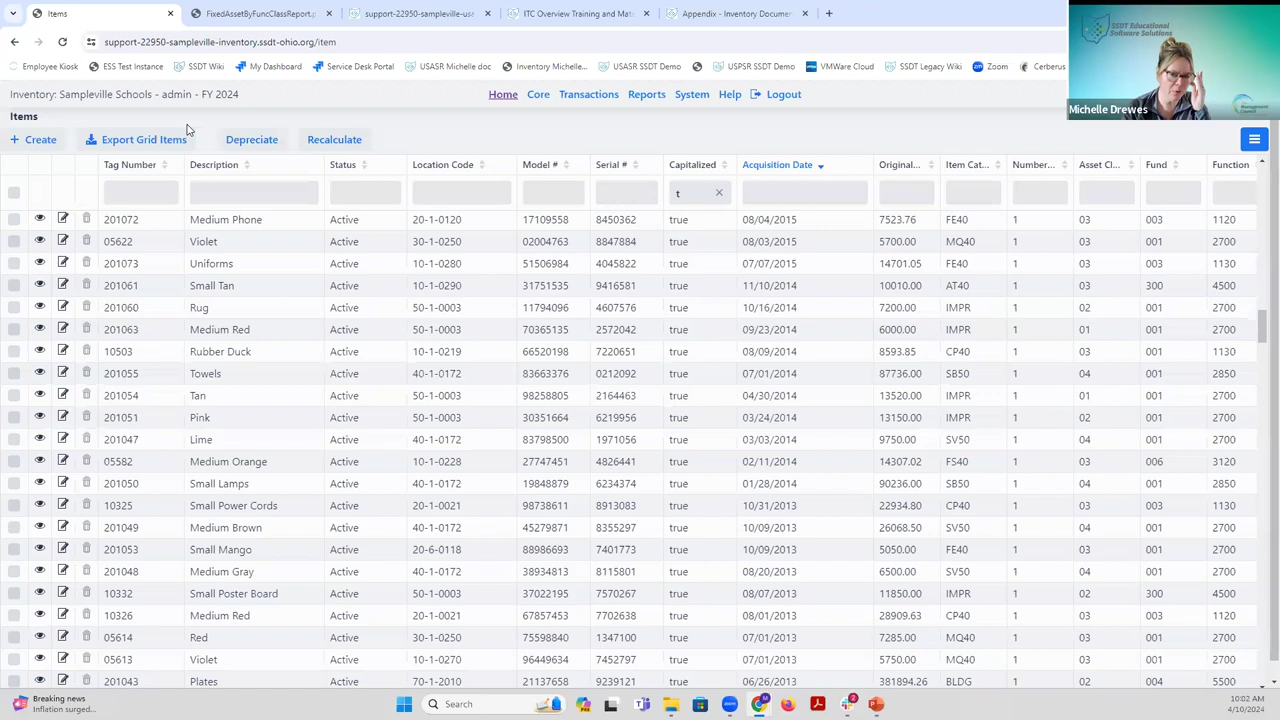 Items
FixedAssetByFuncClassReport.p
support-22950-sampleville-us
ITC Overview Training and Mat
Appendix - Inventory Documen
support-22950-sampleville-inventory.ssdt-ohio.org/item
Employee Kiosk ESS Test Instance SSDT Wiki My Dashboard Service Desk Portal USASR Michelle doc Inventory Michelle... USASR SSDT Demo USPSR SSDT Demo VMWare Cloud SSDT Legacy Wiki Zoom Cerberus
SSDT Educational
Software Solutions
Management
Council
Michelle Drewes
Inventory: Sampleville Schools - admin - FY 2024 Home Core Transactions Reports System Help Logout
Items
+ Create Export Grid Items Depreciate Recalculate
Tag Number Description Status Location Code Model # Serial # Capitalized Acquisition Date Original... Item Cat... Number... Asset Cl... Fund Function
t ×
201072 Medium Phone Active 20-1-0120 17109558 8450362 true 08/04/2015 7523.76 FE40 1 03 003 1120
05622 Violet Active 30-1-0250 02004763 8847884 true 08/03/2015 5700.00 MQ40 1 03 001 2700
201073 Uniforms Active 10-1-0280 51506984 4045822 true 07/07/2015 14701.05 FE40 1 03 003 1130
201061 Small Tan Active 10-1-0290 31751535 9416581 true 11/10/2014 10010.00 AT40 1 03 300 4500
201060 Rug Active 50-1-0003 11794096 4607576 true 10/16/2014 7200.00 IMPR 1 02 001 2700
201063 Medium Red Active 50-1-0003 70365135 2572042 true 09/23/2014 6000.00 IMPR 1 01 001 2700
10503 Rubber Duck Active 10-1-0219 66520198 7220651 true 08/09/2014 8593.85 CP40 1 03 001 1130
201055 Towels Active 40-1-0172 83663376 0212092 true 07/01/2014 87736.00 SB50 1 04 001 2850
201054 Tan Active 50-1-0003 98258805 2164463 true 04/30/2014 13520.00 IMPR 1 01 001 2700
201051 Pink Active 50-1-0003 30351664 6219956 true 03/24/2014 13150.00 IMPR 1 02 001 2700
201047 Lime Active 40-1-0172 83798500 1971056 true 03/03/2014 9750.00 SV50 1 04 001 2700
05582 Medium Orange Active 10-1-0228 27747451 4826441 true 02/11/2014 14307.02 FS40 1 03 006 3120
201050 Small Lamps Active 40-1-0172 19848879 6234374 true 01/28/2014 90236.00 SB50 1 04 001 2850
10325 Small Power Cords Active 20-1-0021 98738611 8913083 true 10/31/2013 22934.80 CP40 1 03 003 1130
201049 Medium Brown Active 40-1-0172 45279871 8355297 true 10/09/2013 26068.50 SV50 1 04 001 2700
201053 Small Mango Active 20-6-0118 88986693 7401773 true 10/09/2013 5050.00 FE40 1 03 001 2700
201048 Medium Gray Active 40-1-0172 38934813 8115801 true 08/20/2013 6500.00 SV50 1 04 001 2700
10332 Small Poster Board Active 50-1-0003 37022195 7570267 true 08/07/2013 11850.00 IMPR 1 02 300 4500
10326 Medium Red Active 20-1-0021 67857453 7702638 true 08/01/2013 28909.63 CP40 1 03 003 1120
05614 Red Active 30-1-0250 75598840 1347100 true 07/01/2013 7285.00 MQ40 1 03 001 2700
05613 Violet Active 10-1-0270 96449634 7452797 true 07/01/2013 5750.00 MQ40 1 03 001 2700
201043 Plates Active 70-1-2010 21137658 9239121 true 06/26/2013 381894.26 BLDG 1 02 004 5500
Breaking news
Inflation surged...
Search
10:02 AM
4/10/2024